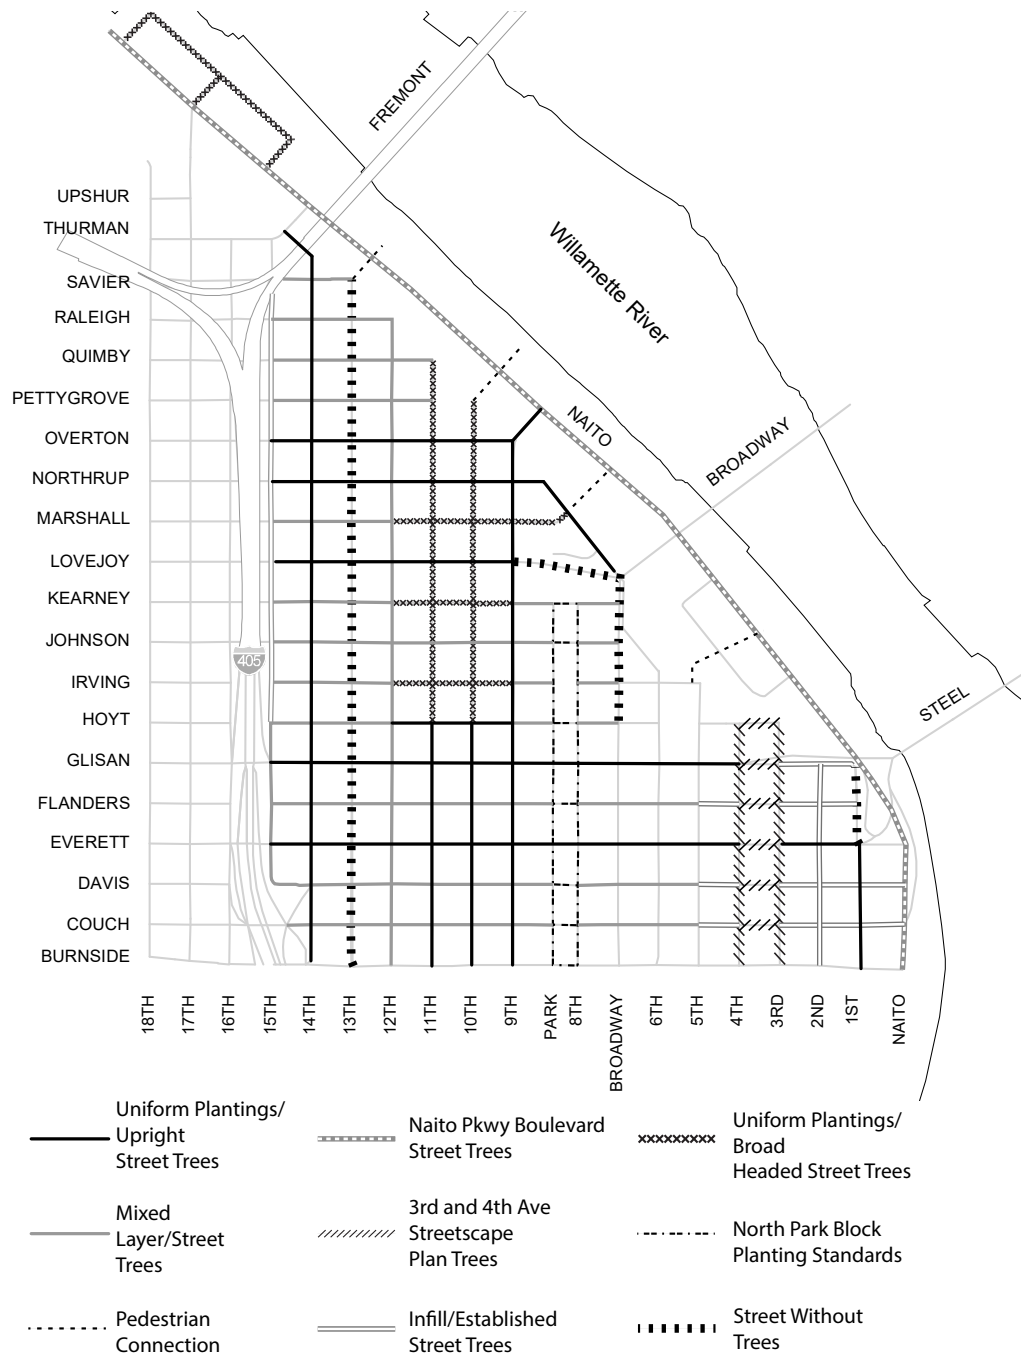 FREMONT
UPSHUR
THURMAN
Willamette River
SAVIER
RALEIGH
QUIMBY
PETTYGROVE
NAITO
OVERTON
BROADWAY
NORTHRUP
MARSHALL
LOVEJOY
KEARNEY
JOHNSON
405
IRVING
STEEL
HOYT
GLISAN
FLANDERS
EVERETT
DAVIS
COUCH
BURNSIDE
18TH
17TH
16TH
15TH
14TH
13TH
12TH
11TH
10TH
9TH
PARK
8TH
BROADWAY
6TH
5TH
4TH
3RD
2ND
1ST
NAITO
Uniform Plantings/
Upright
Street Trees
Naito Pkwy Boulevard
Street Trees
Uniform Plantings/
Broad
Headed Street Trees
Mixed
Layer/Street
Trees
3rd and 4th Ave
Streetscape
Plan Trees
North Park Block
Planting Standards
Pedestrian
Connection
Infill/Established
Street Trees
Street Without
Trees